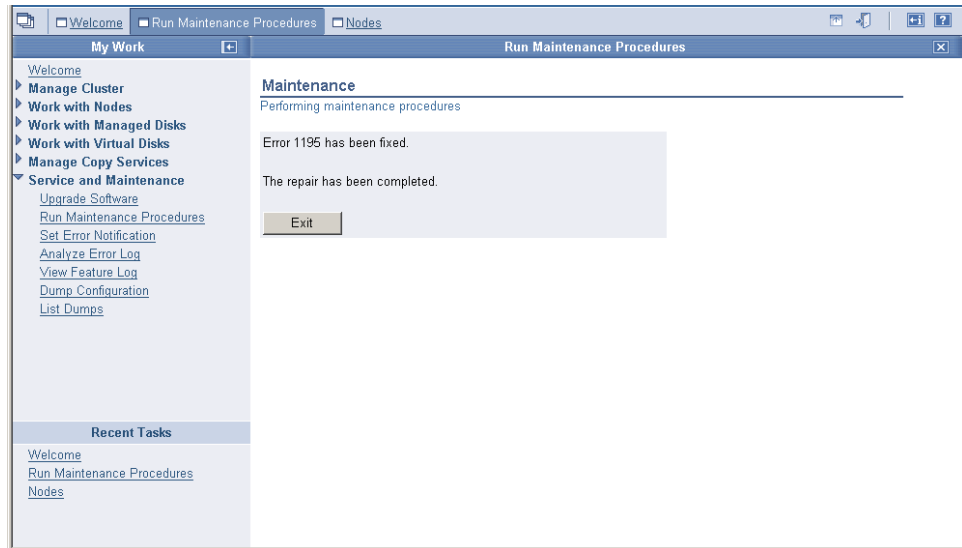 Welcome Run Maintenance Procedures Nodes
My Work
Run Maintenance Procedures
Welcome
Manage Cluster
Work with Nodes
Work with Managed Disks
Work with Virtual Disks
Manage Copy Services
Service and Maintenance
Upgrade Software
Run Maintenance Procedures
Set Error Notification
Analyze Error Log
View Feature Log
Dump Configuration
List Dumps
Recent Tasks
Welcome
Run Maintenance Procedures
Nodes
Maintenance
Performing maintenance procedures
Error 1195 has been fixed.
The repair has been completed.
Exit